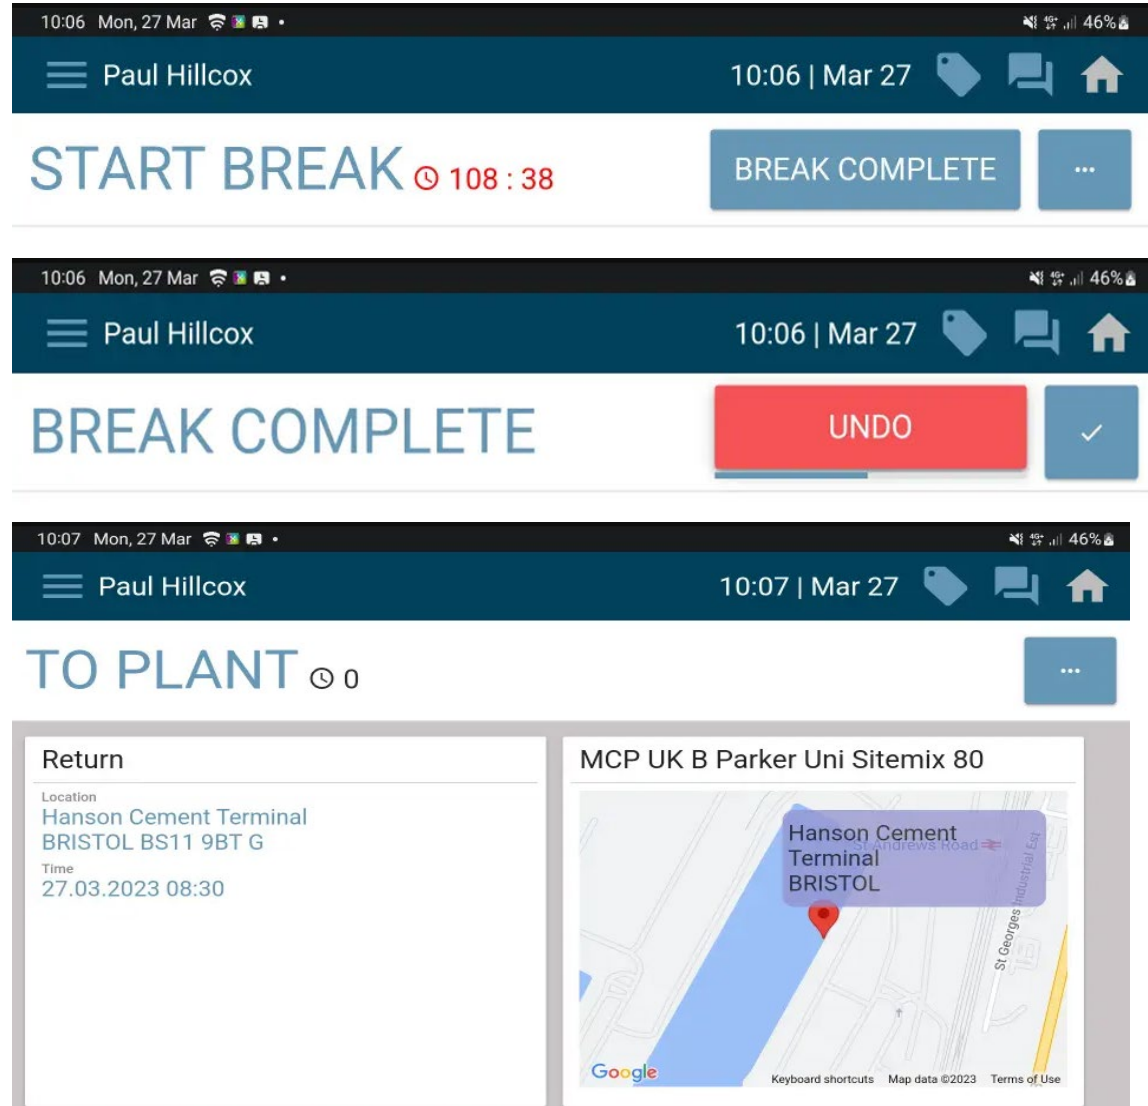 10:06 Mon, 27 Mar
4G+ 46%
Paul Hillcox
10:06 | Mar 27
START BREAK 108 : 38
BREAK COMPLETE
...
10:06 Mon, 27 Mar
4G+ 46%
Paul Hillcox
10:06 | Mar 27
BREAK COMPLETE
UNDO
10:07 Mon, 27 Mar
4G+ 46%
Paul Hillcox
10:07 | Mar 27
TO PLANT 0
...
Return
Location
Hanson Cement Terminal
BRISTOL BS11 9BT G
Time
27.03.2023 08:30
MCP UK B Parker Uni Sitemix 80
Hanson Cement
Terminal
BRISTOL
St Andrews Road
St Georges Industrial Est
Google
Keyboard shortcuts Map data ©2023 Terms of Use